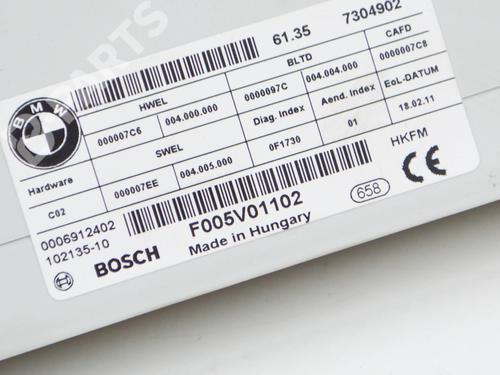 61.35 7304902
BMW
HWEL BLTD CAFD
000007C6 004.000.000 0000097C 004.004.000 000007C8
Hardware SWEL Diag. Index Aend. Index EoL-DATUM
C02 000007EE 004.005.000 0F1730 01 18.02.11
HKFM
0006912402
102135-10
BOSCH F005V01102 658 CE
Made in Hungary
PARTS